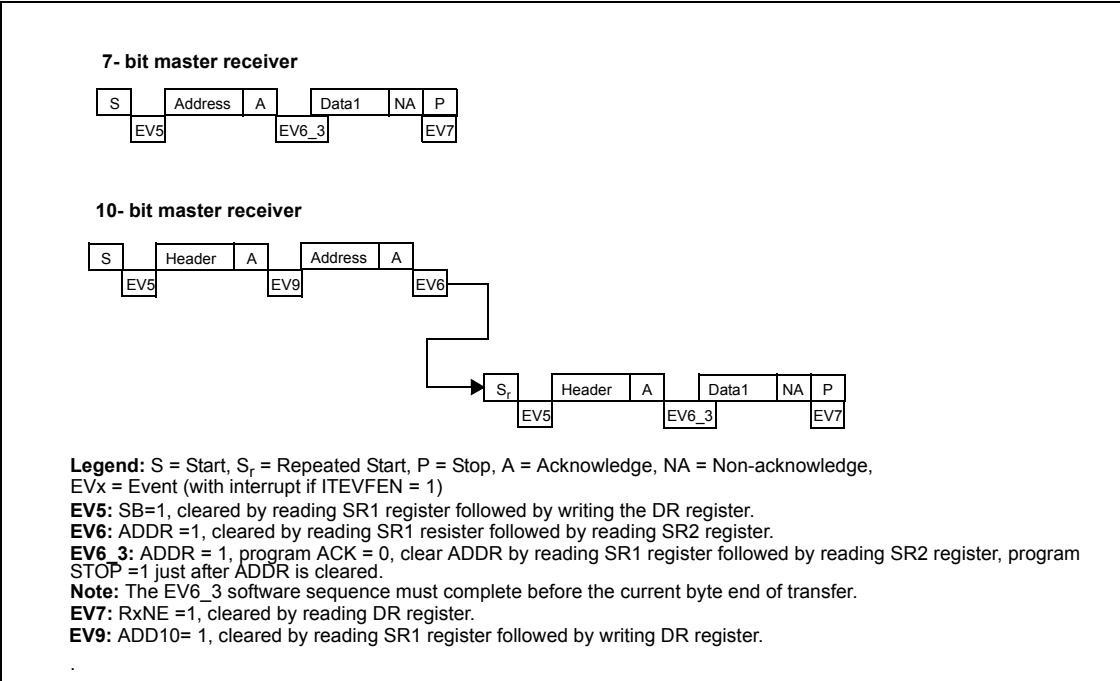 7- bit master receiver
S Address A Data1 NA P
EV5 EV6_3 EV7
10- bit master receiver
S Header A Address A
EV5 EV9 EV6
Sr Header A Data1 NA P
EV5 EV6_3 EV7
Legend: S = Start, Sr = Repeated Start, P = Stop, A = Acknowledge, NA = Non-acknowledge,
EVx = Event (with interrupt if ITEVFEN = 1)
EV5: SB=1, cleared by reading SR1 register followed by writing the DR register.
EV6: ADDR =1, cleared by reading SR1 resister followed by reading SR2 register.
EV6_3: ADDR = 1, program ACK = 0, clear ADDR by reading SR1 register followed by reading SR2 register, program
STOP =1 just after ADDR is cleared.
Note: The EV6_3 software sequence must complete before the current byte end of transfer.
EV7: RxNE =1, cleared by reading DR register.
EV9: ADD10= 1, cleared by reading SR1 register followed by writing DR register.
.